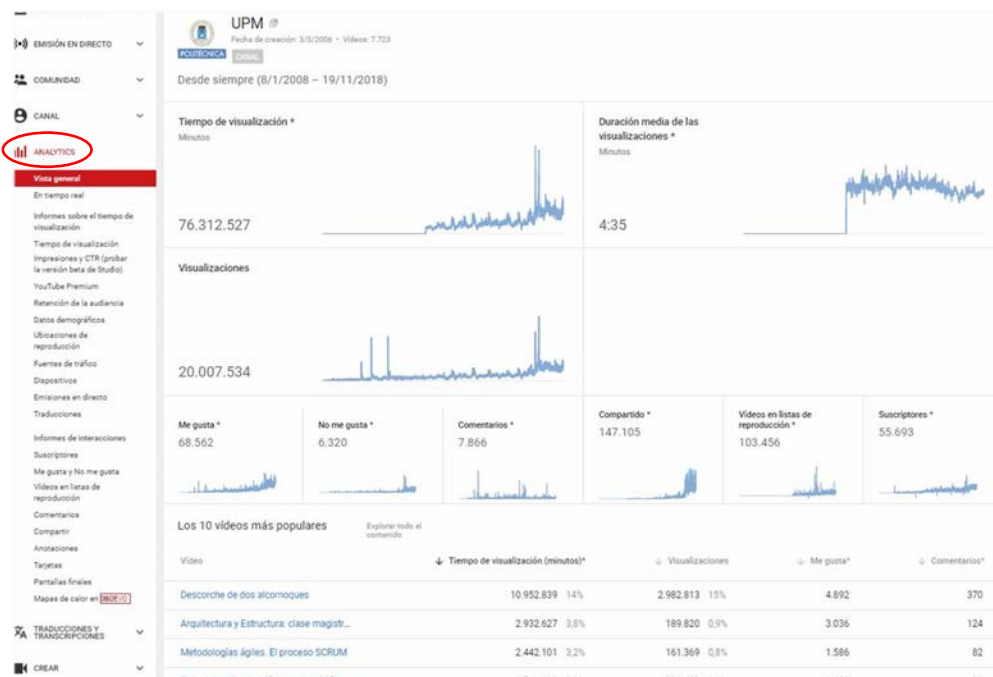 EMISIÓN EN DIRECTO
COMUNIDAD
CANAL
ANALYTICS
Vista general
En tiempo real
Informes sobre el tiempo de
visualización
Tiempo de visualización
Impresiones y CTR (probar
la versión beta de Studio)
YouTube Premium
Retención de la audiencia
Datos demográficos
Ubicaciones de
reproducción
Fuentes de tráfico
Dispositivos
Emisiones en directo
Traducciones
Informes de interacciones
Suscriptores
Me gusta y No me gusta
Vídeos en listas de
reproducción
Comentarios
Compartir
Anotaciones
Tarjetas
Pantallas finales
Mapas de calor en
TRADUCCIONES Y
TRANSCRIPCIONES
CREAR
UPM
Fecha de creación: 3/3/2006 • Vídeos: 7.723
POLITÉCNICA
CANAL
Desde siempre (8/1/2008 – 19/11/2018)
Tiempo de visualización *
Minutos
76.312.527
Duración media de las
visualizaciones *
Minutos
4:35
Visualizaciones
20.007.534
Me gusta *
68.562
No me gusta *
6.320
Comentarios *
7.866
Compartido *
147.105
Vídeos en listas de
reproducción *
103.456
Suscriptores *
55.693
Los 10 vídeos más populares
Explorar todo el
contenido
Vídeo Tiempo de visualización (minutos)* Visualizaciones Me gusta* Comentarios*
Descorche de dos alcornoques 10.952.839 14% 2.982.813 15% 4.892 370
Arquitectura y Estructura: clase magistr... 2.932.627 3,8% 189.820 0,9% 3.036 124
Metodologías ágiles. El proceso SCRUM 2.442.101 3,2% 161.369 0,8% 1.586 82